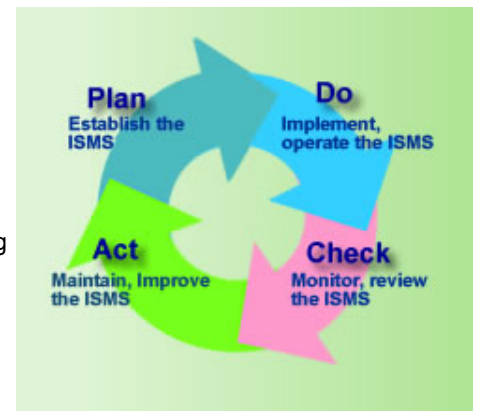 Plan
Establish the
ISMS
Do
Implement,
operate the ISMS
g
Act
Maintain, Improve
the ISMS
Check
Monitor, review
the ISMS